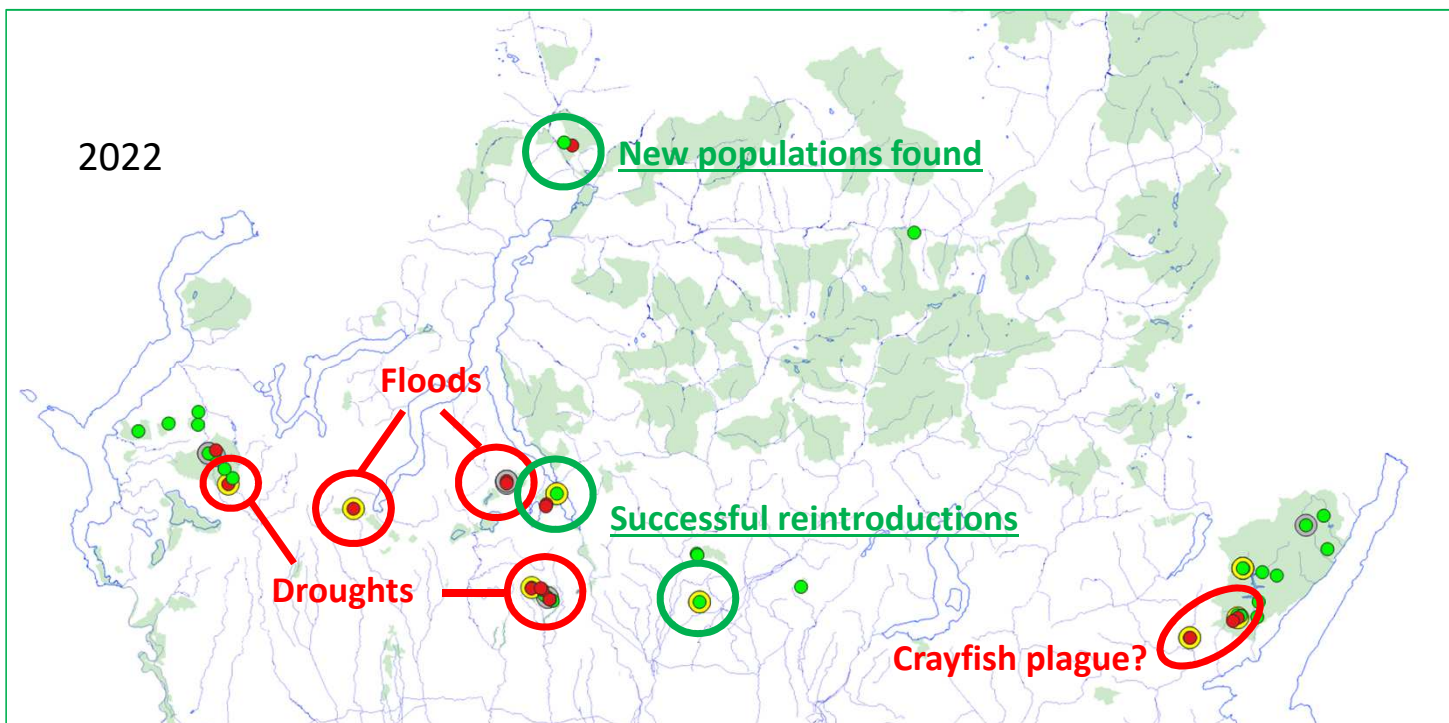 2022
New populations found
Floods
Successful reintroductions
Droughts
Crayfish plague?